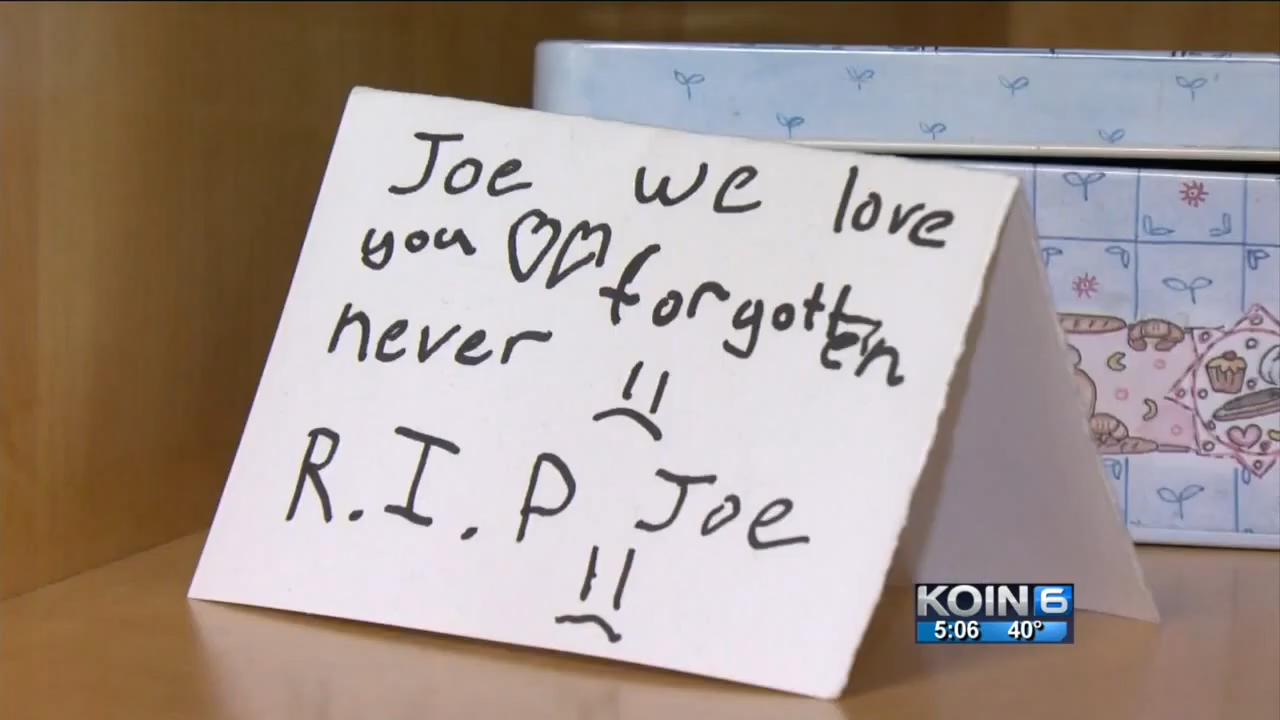 Joe we love
you ♡♡ forgotten
never
R.I.P Joe
KOIN 6
5:06 40°